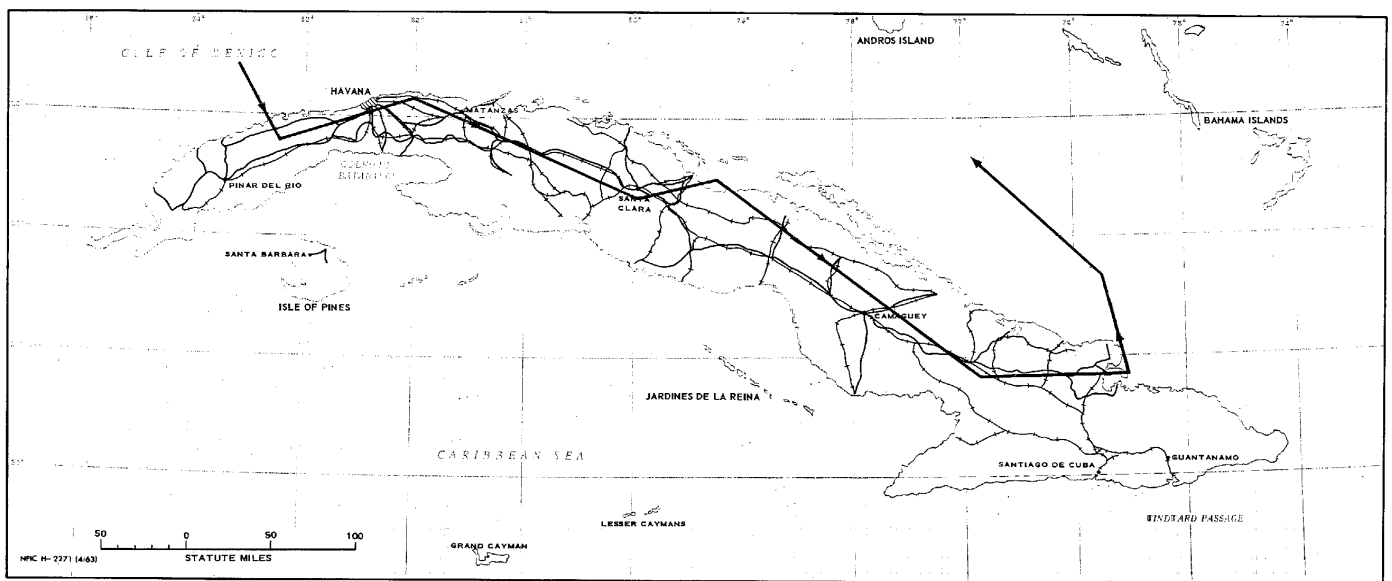 GULF OF MEXICO
ANDROS ISLAND
HAVANA
MATANZAS
BAHAMA ISLANDS
PINAR DEL RIO
SANTA
CLARA
SANTA BARBARA
ISLE OF PINES
CAMAGUEY
JARDINES DE LA REINA
CARIBBEAN SEA
SANTIAGO DE CUBA
GUANTANAMO
LESSER CAYMANS
WINDWARD PASSAGE
GRAND CAYMAN
50 0 50 100
STATUTE MILES
NPIC H-2371 (4/63)